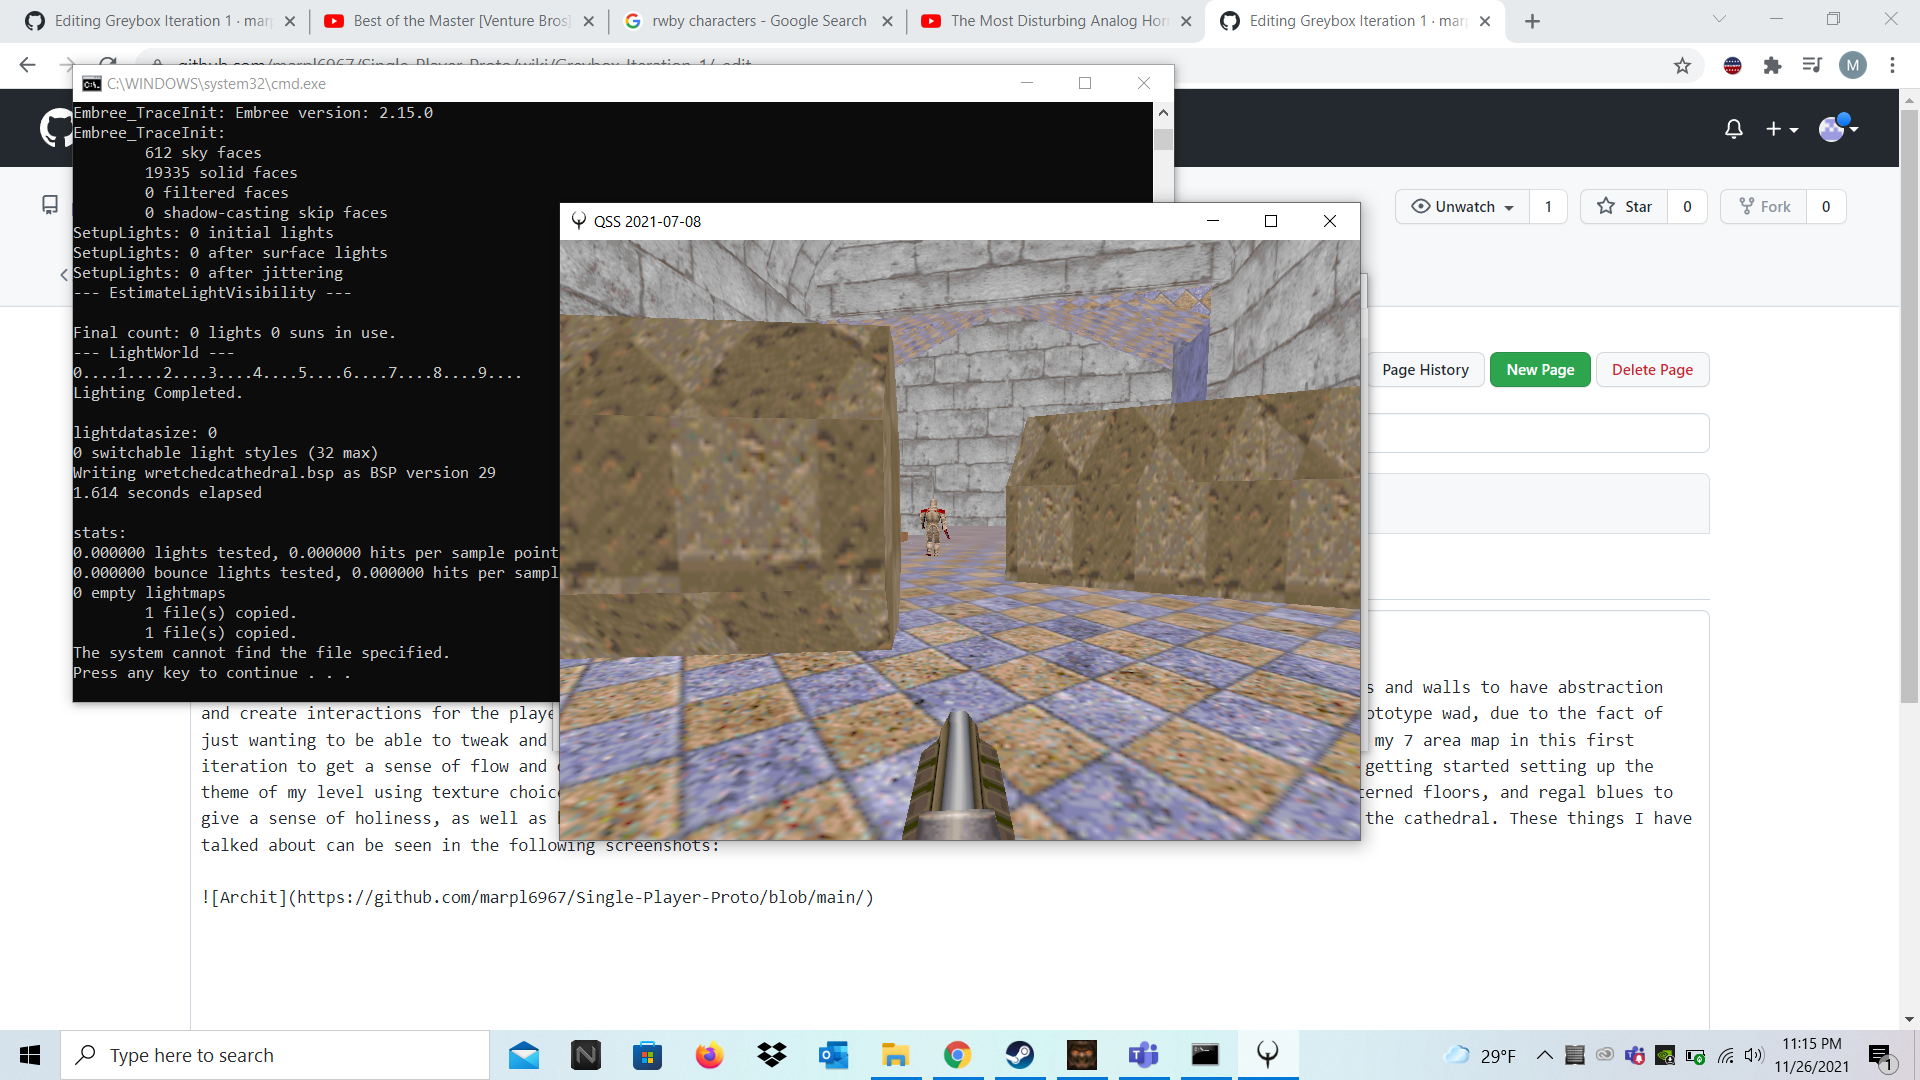 Editing Greybox Iteration 1 · mar
Best of the Master [Venture Bros]
rwby characters - Google Search
The Most Disturbing Analog Hor
Editing Greybox Iteration 1 · mar
github.com/marpl6967/Single-Player-Proto/wiki/Greybox-Iteration-1/_edit
M
C:\WINDOWS\system32\cmd.exe
Embree_TraceInit: Embree version: 2.15.0
Embree_TraceInit:
612 sky faces
19335 solid faces
0 filtered faces
0 shadow-casting skip faces
SetupLights: 0 initial lights
SetupLights: 0 after surface lights
SetupLights: 0 after jittering
--- EstimateLightVisibility ---
Final count: 0 lights 0 suns in use.
--- LightWorld ---
0....1....2....3....4....5....6....7....8....9....
Lighting Completed.
lightdatasize: 0
0 switchable light styles (32 max)
Writing wretchedcathedral.bsp as BSP version 29
1.614 seconds elapsed
stats:
0.000000 lights tested, 0.000000 hits per sample point
0.000000 bounce lights tested, 0.000000 hits per sampl
0 empty lightmaps
1 file(s) copied.
1 file(s) copied.
The system cannot find the file specified.
Press any key to continue . . .
QSS 2021-07-08
Unwatch 1
Star 0
Fork 0
Page History
New Page
Delete Page
s and walls to have abstraction
and create interactions for the playe ototype wad, due to the fact of
just wanting to be able to tweak and my 7 area map in this first
iteration to get a sense of flow and getting started setting up the
theme of my level using texture choic erned floors, and regal blues to
give a sense of holiness, as well as the cathedral. These things I have
talked about can be seen in the following screenshots:
![Archit](https://github.com/marpl6967/Single-Player-Proto/blob/main/)
Type here to search
29°F
11:15 PM
11/26/2021
1